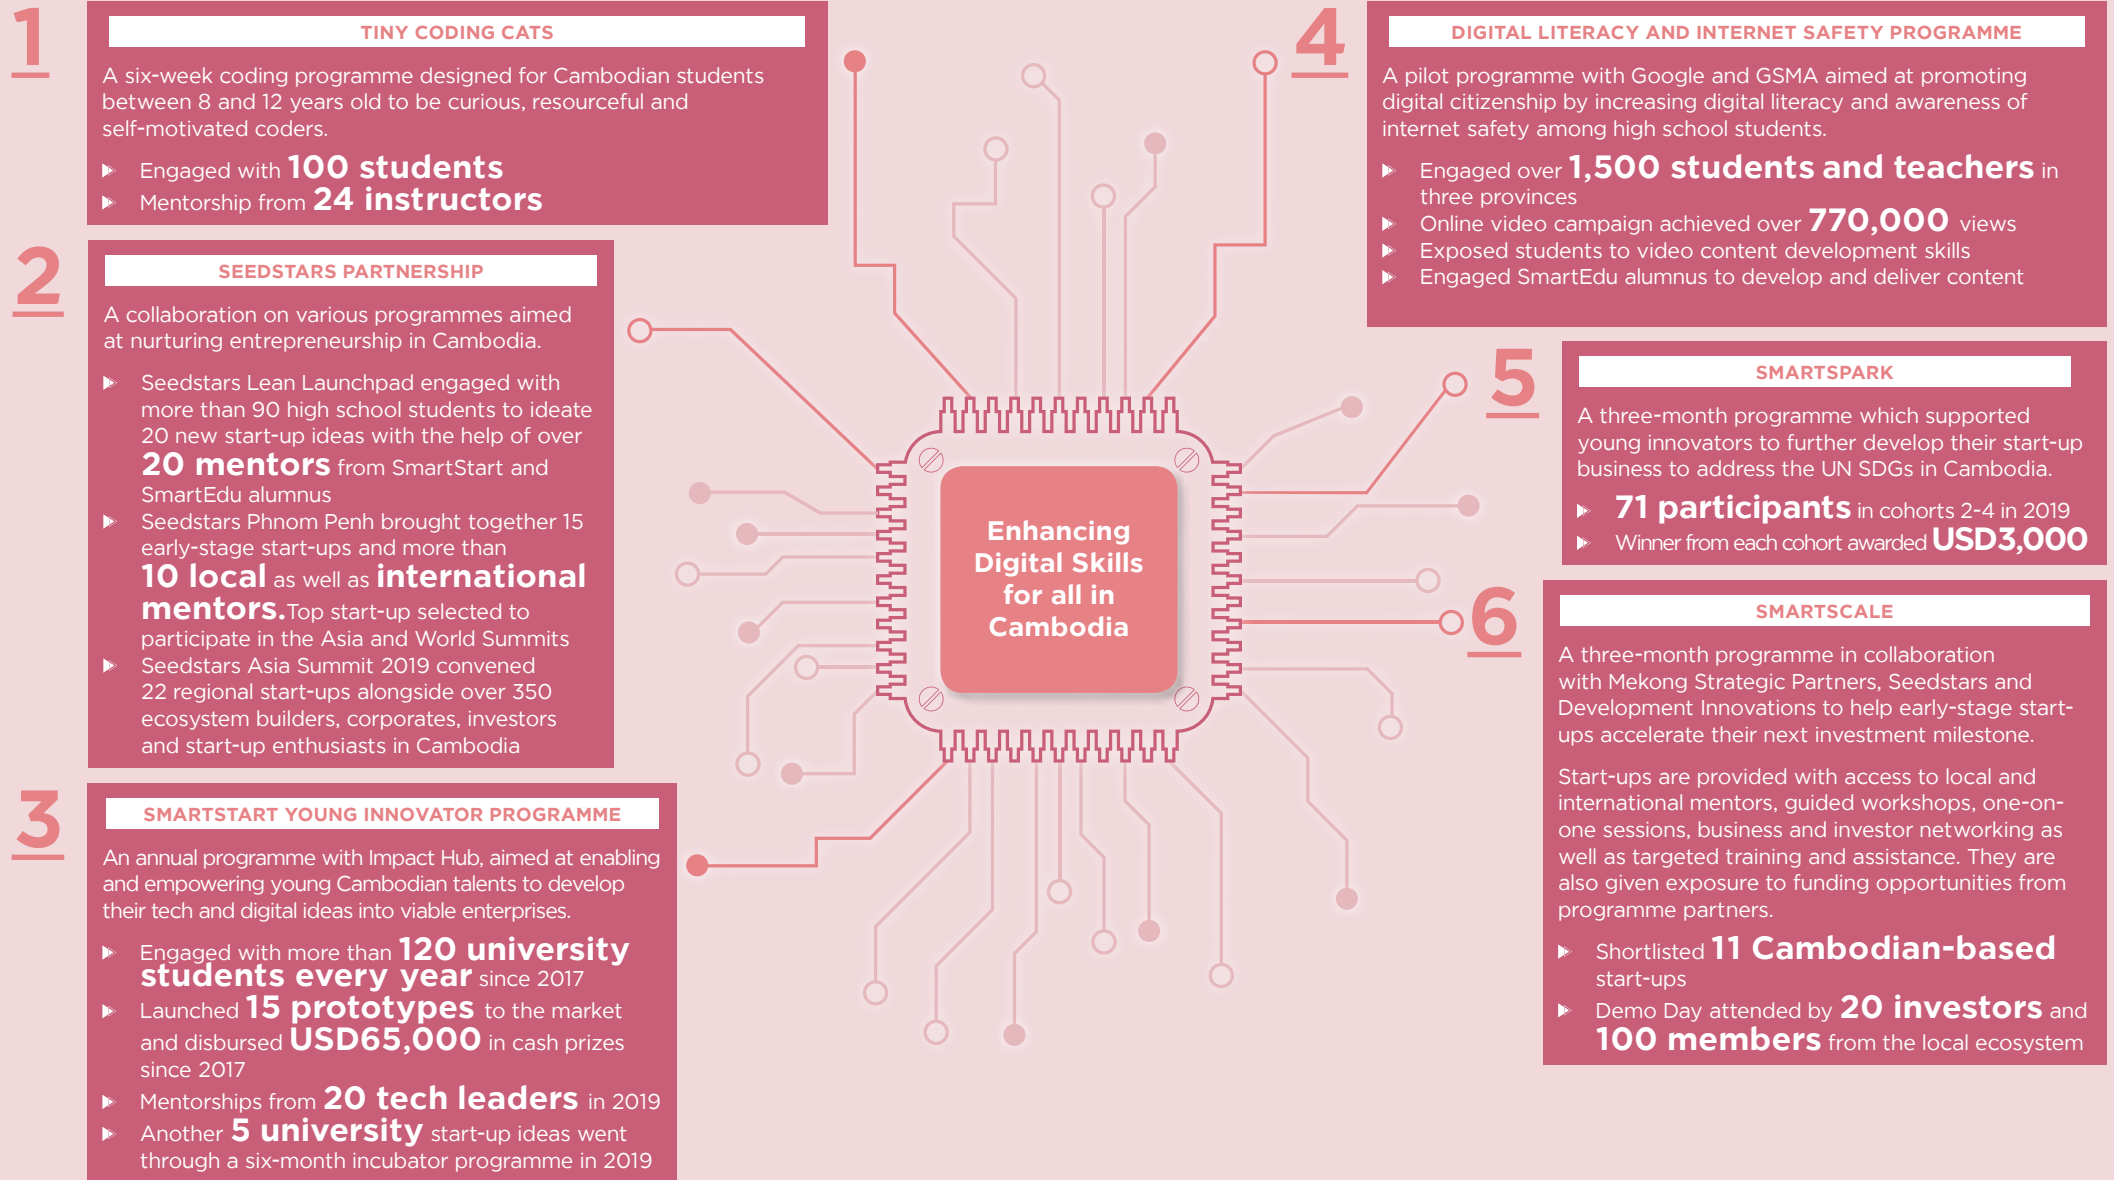 1
TINY CODING CATS
A six-week coding programme designed for Cambodian students
between 8 and 12 years old to be curious, resourceful and
self-motivated coders.
Engaged with 100 students
Mentorship from 24 instructors
2
SEEDSTARS PARTNERSHIP
A collaboration on various programmes aimed
at nurturing entrepreneurship in Cambodia.
Seedstars Lean Launchpad engaged with
more than 90 high school students to ideate
20 new start-up ideas with the help of over
20 mentors from SmartStart and
SmartEdu alumnus
Seedstars Phnom Penh brought together 15
early-stage start-ups and more than
10 local as well as international
mentors. Top start-up selected to
participate in the Asia and World Summits
Seedstars Asia Summit 2019 convened
22 regional start-ups alongside over 350
ecosystem builders, corporates, investors
and start-up enthusiasts in Cambodia
3
SMARTSTART YOUNG INNOVATOR PROGRAMME
An annual programme with Impact Hub, aimed at enabling
and empowering young Cambodian talents to develop
their tech and digital ideas into viable enterprises.
Engaged with more than 120 university
students every year since 2017
Launched 15 prototypes to the market
and disbursed USD65,000 in cash prizes
since 2017
Mentorships from 20 tech leaders in 2019
Another 5 university start-up ideas went
through a six-month incubator programme in 2019
Enhancing
Digital Skills
for all in
Cambodia
4
DIGITAL LITERACY AND INTERNET SAFETY PROGRAMME
A pilot programme with Google and GSMA aimed at promoting
digital citizenship by increasing digital literacy and awareness of
internet safety among high school students.
Engaged over 1,500 students and teachers in
three provinces
Online video campaign achieved over 770,000 views
Exposed students to video content development skills
Engaged SmartEdu alumnus to develop and deliver content
5
SMARTSPARK
A three-month programme which supported
young innovators to further develop their start-up
business to address the UN SDGs in Cambodia.
71 participants in cohorts 2-4 in 2019
Winner from each cohort awarded USD3,000
6
SMARTSCALE
A three-month programme in collaboration
with Mekong Strategic Partners, Seedstars and
Development Innovations to help early-stage start-
ups accelerate their next investment milestone.
Start-ups are provided with access to local and
international mentors, guided workshops, one-on-
one sessions, business and investor networking as
well as targeted training and assistance. They are
also given exposure to funding opportunities from
programme partners.
Shortlisted 11 Cambodian-based
start-ups
Demo Day attended by 20 investors and
100 members from the local ecosystem